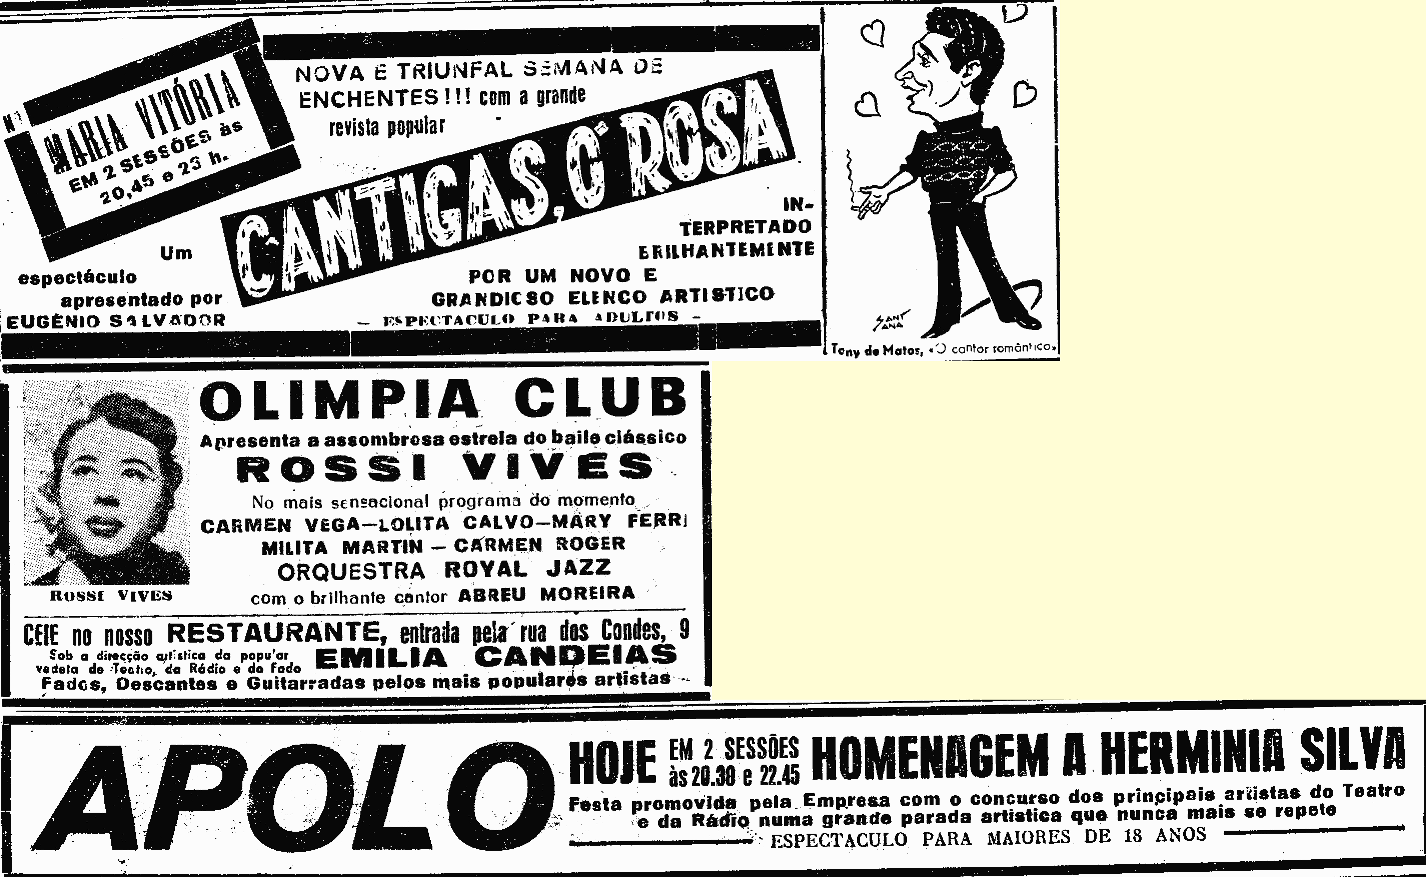 NO
MARIA VITÓRIA
EM 2 SESSÕES às
20,45 e 23 h.
NOVA E TRIUNFAL SEMANA DE
ENCHENTES!!! com a grande
revista popular
CANTIGAS, Ó ROSA
Um
espectáculo
apresentado por
EUGÉNIO SALVADOR
IN-
TERPRETADO
BRILHANTEMENTE
POR UM NOVO E
GRANDIOSO ELENCO ARTISTICO
— ESPECTACULO PARA ADULTOS —
SANT'ANA
Tony de Matos, «O cantor romântico»
OLIMPIA CLUB
Apresenta a assombrosa estrela do baile clássico
ROSSI VIVES
No mais sensacional programa do momento
CARMEN VEGA—LOLITA CALVO—MARY FERRI
MILITA MARTIN — CARMEN ROGER
ORQUESTRA ROYAL JAZZ
com o brilhante cantor ABREU MOREIRA
ROSSI VIVES
CEIE no nosso RESTAURANTE, entrada pela rua dos Condes, 9
Sob a direcção artística da popular
vedeta de Teatro, da Rádio e do Fado EMILIA CANDEIAS
Fados, Descantes e Guitarradas pelos mais populares artistas
APOLO
HOJE EM 2 SESSÕES
às 20.30 e 22.45
HOMENAGEM A HERMINIA SILVA
Festa promovida pela Empresa com o concurso dos principais artistas do Teatro
e da Rádio numa grande parada artistica que nunca mais se repete
ESPECTACULO PARA MAIORES DE 18 ANOS